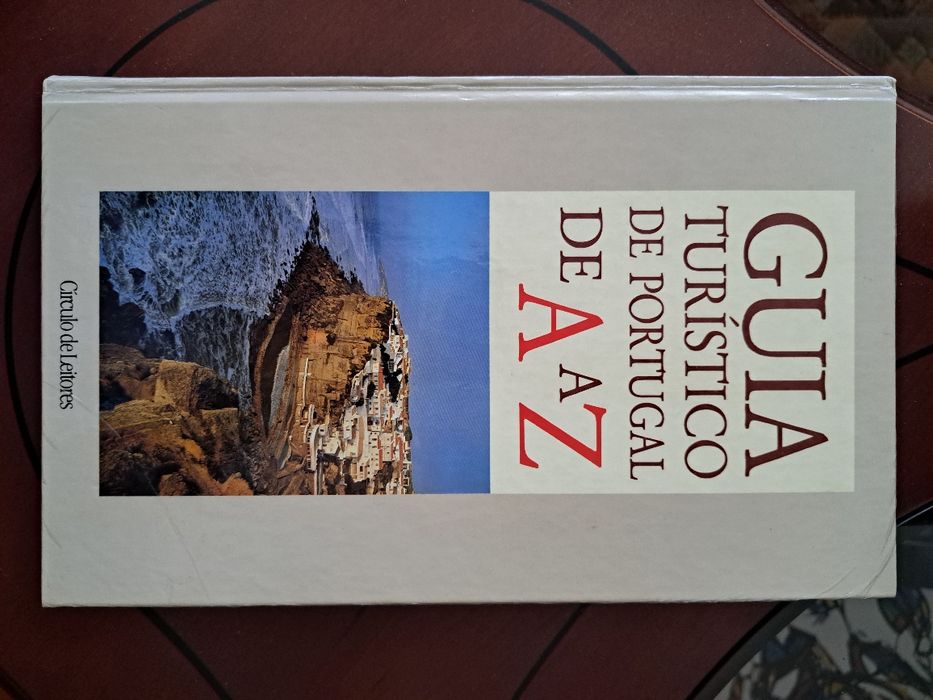 GUIA
TURÍSTICO
DE PORTUGAL
DE
A A Z
Círculo de Leitores